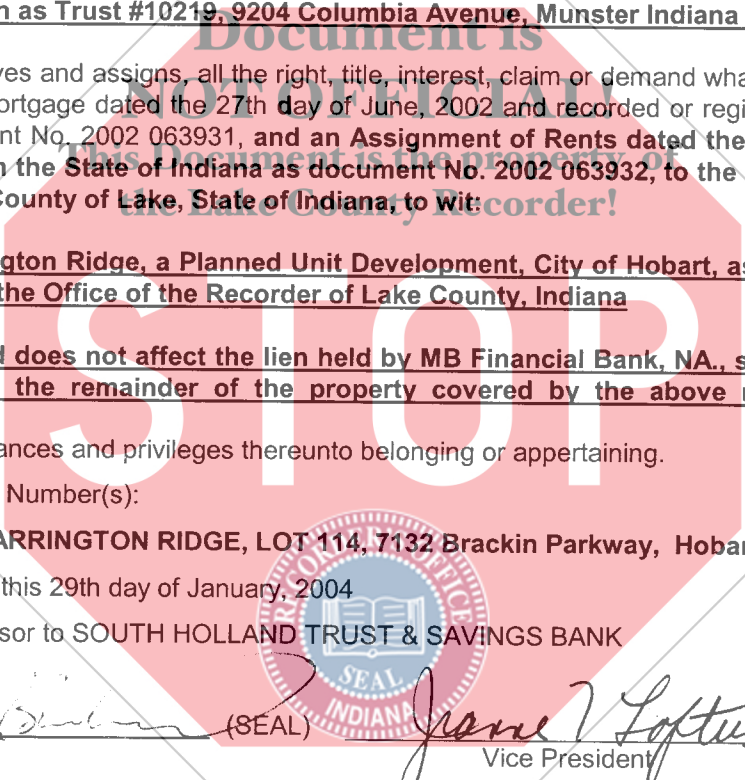 n as Trust #10219, 9204 Columbia Avenue, Munster Indiana
Document is
ves and assigns, all the right, title, interest, claim or demand wha
NOT OFFICIAL!
ortgage dated the 27th day of June, 2002 and recorded or regi
nt No. 2002 063931, and an Assignment of Rents dated the
This Document is the property of
n the State of Indiana as document No. 2002 063932, to the
the Lake County Recorder!
County of Lake, State of Indiana, to wit:
gton Ridge, a Planned Unit Development, City of Hobart, as
the Office of the Recorder of Lake County, Indiana
STOP
d does not affect the lien held by MB Financial Bank, NA., s
the remainder of the property covered by the above
ances and privileges thereunto belonging or appertaining.
Number(s):
ARRINGTON RIDGE, LOT 114, 7132 Brackin Parkway, Hobar
this 29th day of January, 2004
sor to SOUTH HOLLAND TRUST & SAVINGS BANK
RECORDER'S OFFICE
SEAL
INDIANA
(SEAL)
Vice President